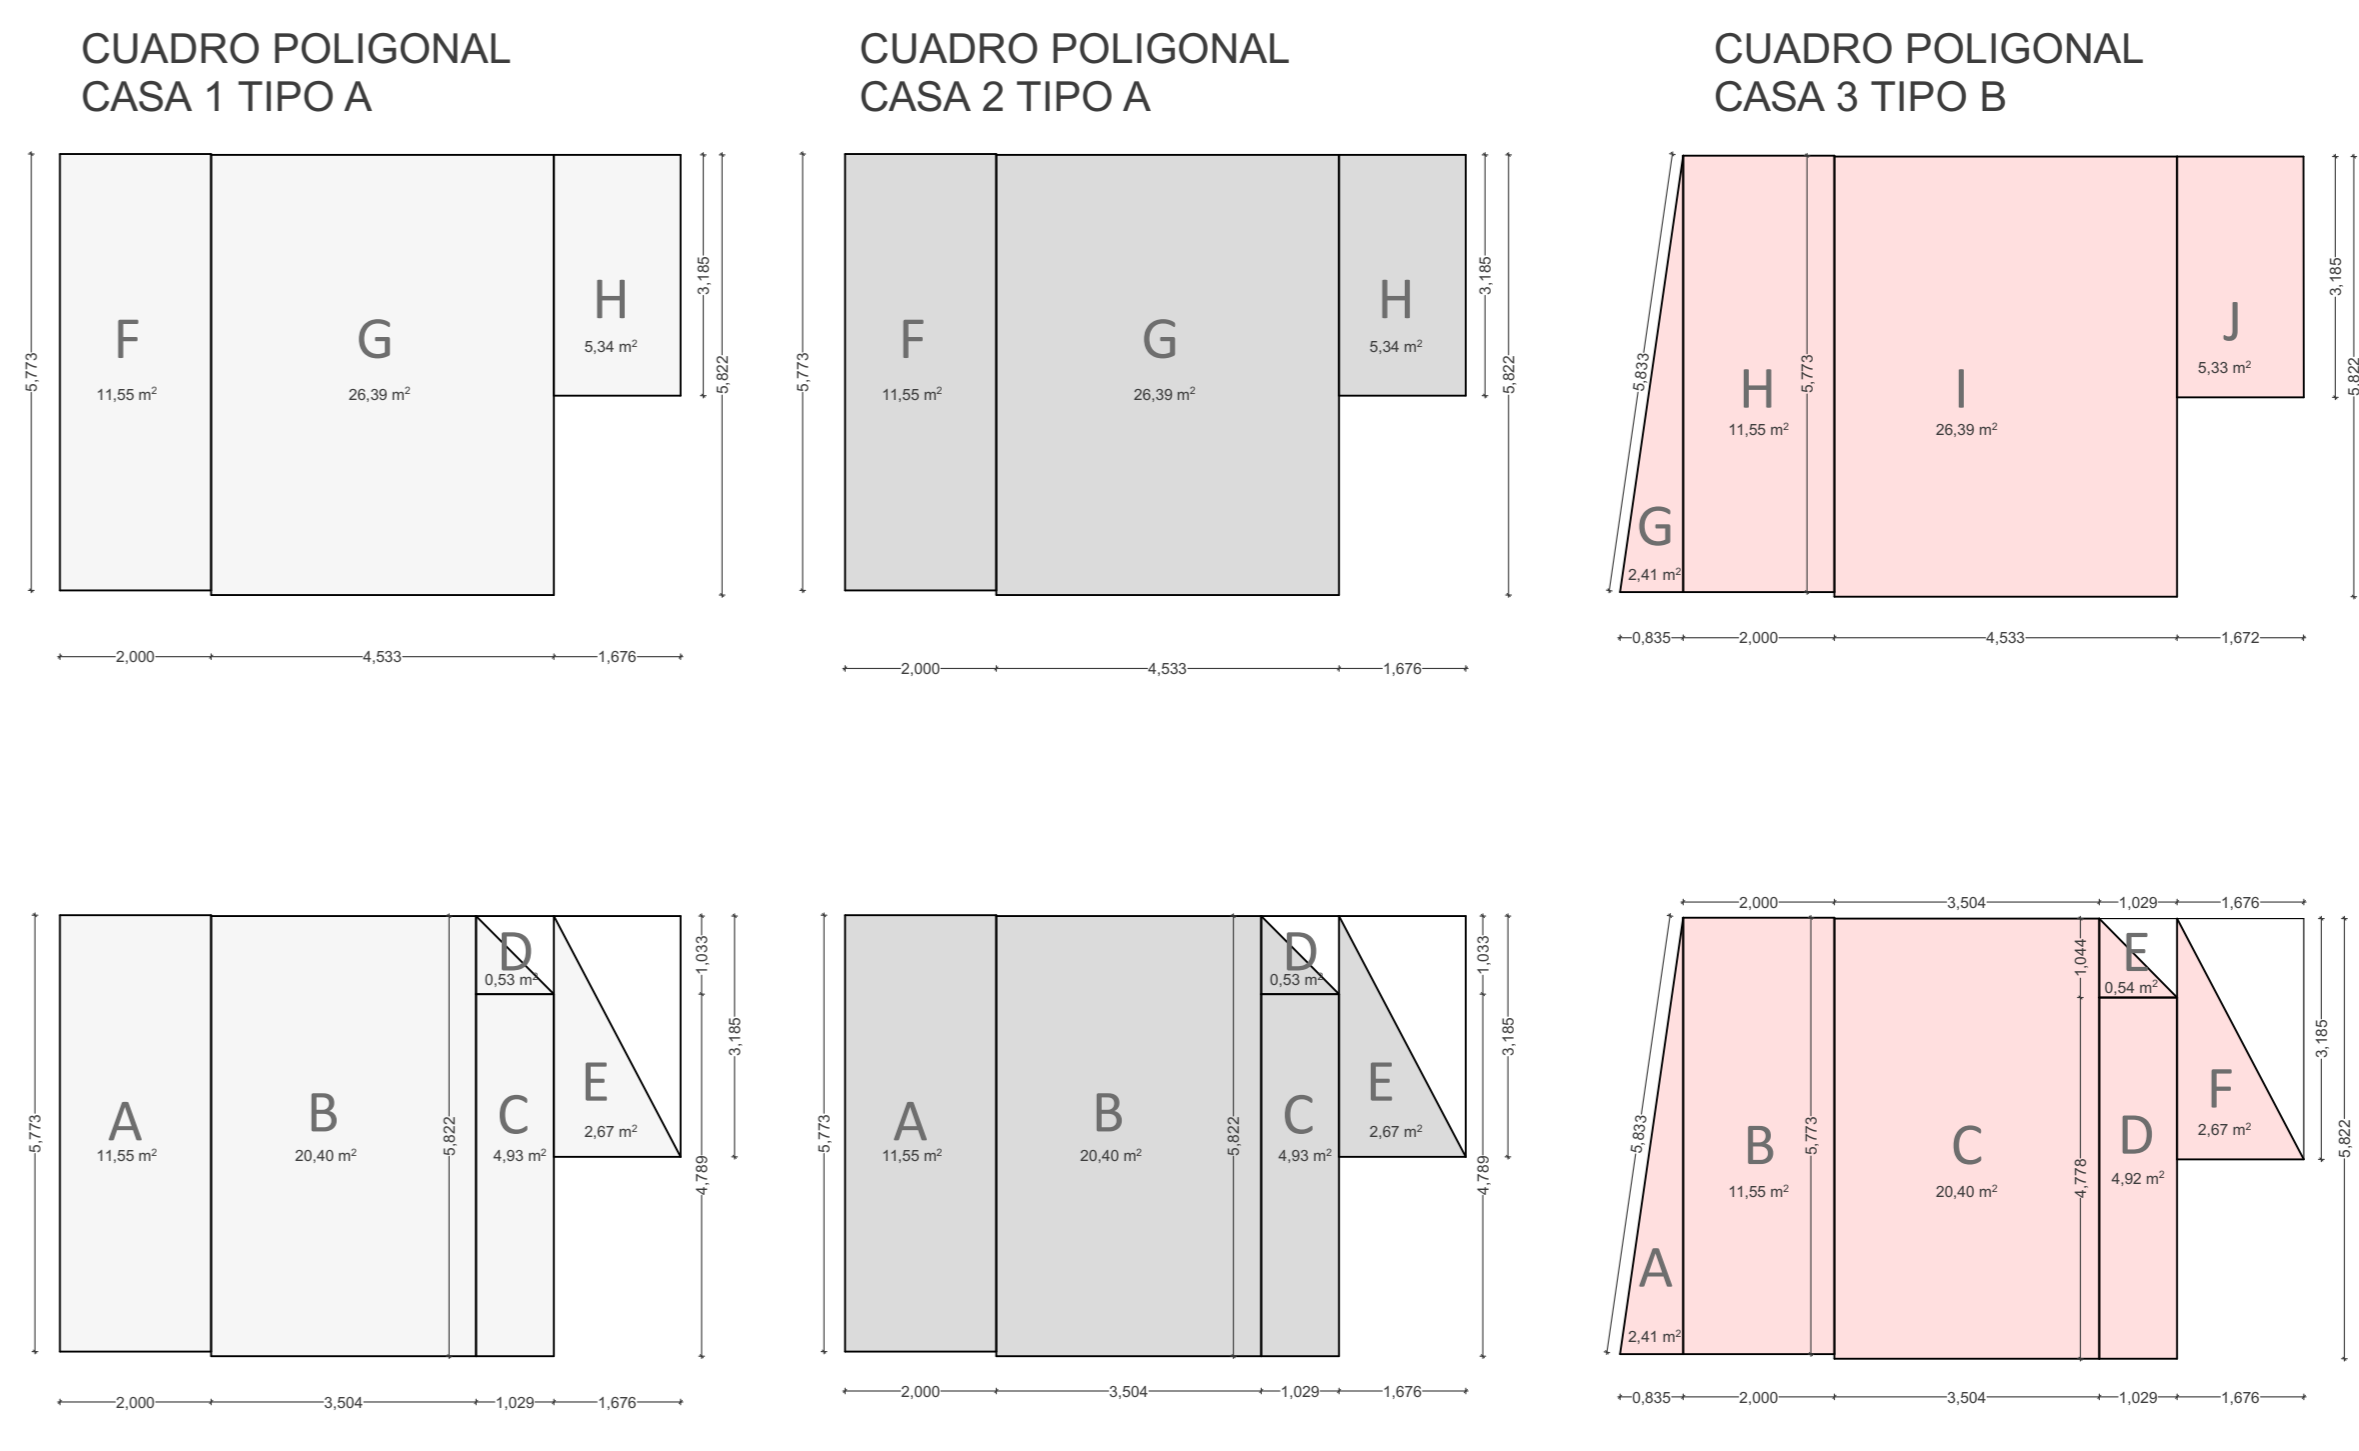 CUADRO POLIGONAL
CASA 1 TIPO A
F
11,55 m²
G
26,39 m²
H
5,34 m²
5,773
3,185
5,822
2,000
4,533
1,676
A
11,55 m²
B
20,40 m²
C
4,93 m²
D
0,53 m²
E
2,67 m²
5,773
5,822
1,033
3,185
4,789
2,000
3,504
1,029
1,676
CUADRO POLIGONAL
CASA 2 TIPO A
F
11,55 m²
G
26,39 m²
H
5,34 m²
5,773
3,185
5,822
2,000
4,533
1,676
A
11,55 m²
B
20,40 m²
C
4,93 m²
D
0,53 m²
E
2,67 m²
5,773
5,822
1,033
3,185
4,789
2,000
3,504
1,029
1,676
CUADRO POLIGONAL
CASA 3 TIPO B
G
2,41 m²
H
11,55 m²
I
26,39 m²
J
5,33 m²
5,833
5,773
3,185
5,822
0,835
2,000
4,533
1,672
2,000
3,504
1,029
1,676
A
2,41 m²
B
11,55 m²
C
20,40 m²
D
4,92 m²
E
0,54 m²
F
2,67 m²
5,833
5,773
1,044
4,778
3,185
5,822
0,835
2,000
3,504
1,029
1,676